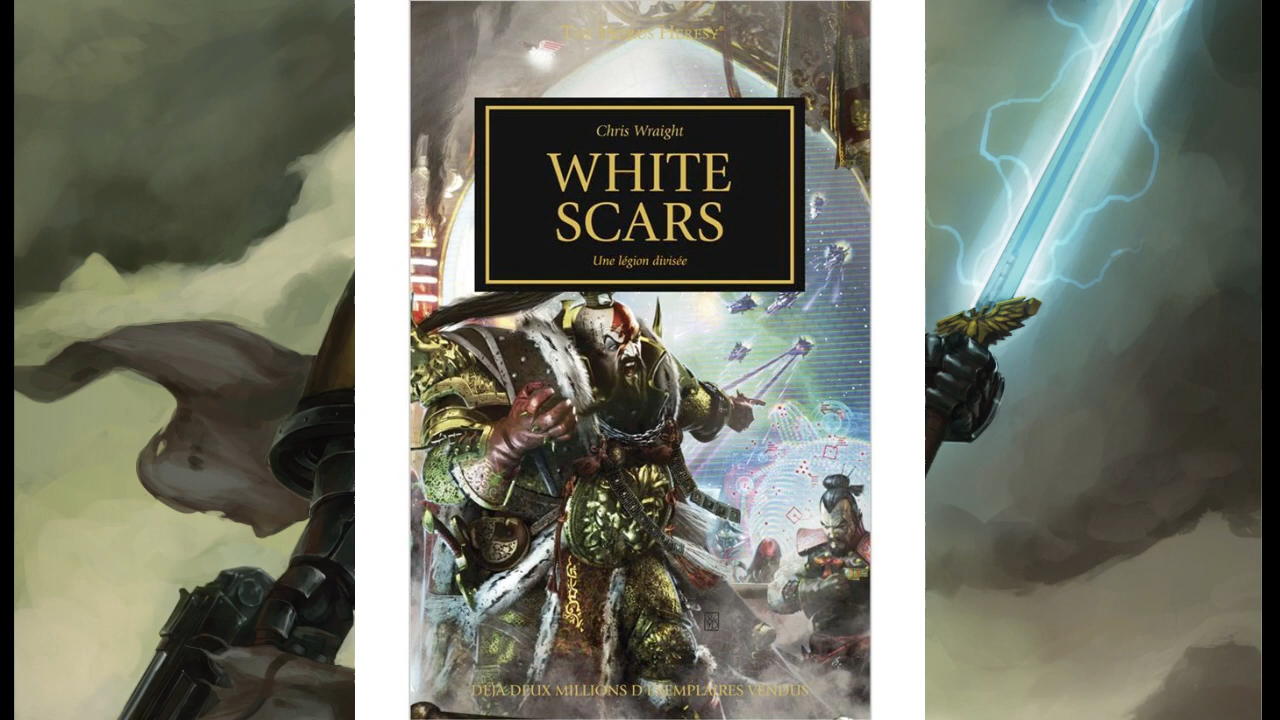 THE HORUS HERESY®
Chris Wraight
WHITE
SCARS
Une légion divisée
DÉJÀ DEUX MILLIONS D'EXEMPLAIRES VENDUS